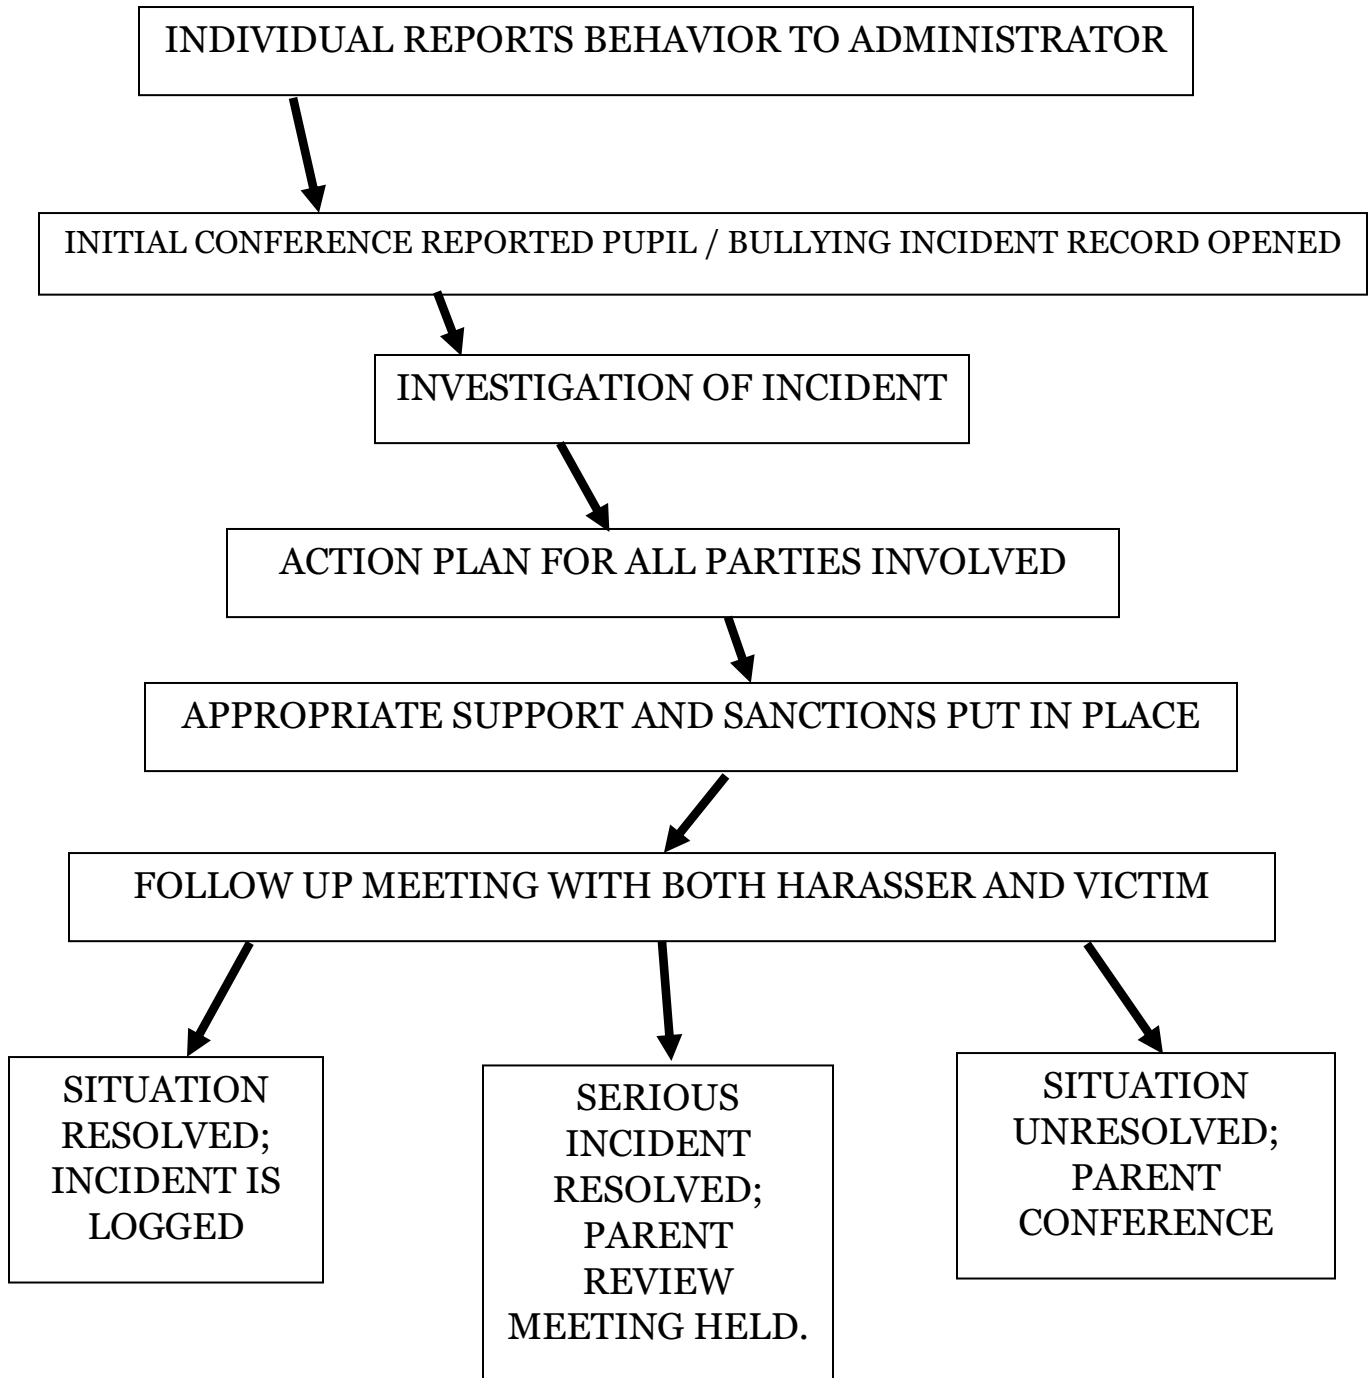 INDIVIDUAL REPORTS BEHAVIOR TO ADMINISTRATOR
INITIAL CONFERENCE REPORTED PUPIL / BULLYING INCIDENT RECORD OPENED
INVESTIGATION OF INCIDENT
ACTION PLAN FOR ALL PARTIES INVOLVED
APPROPRIATE SUPPORT AND SANCTIONS PUT IN PLACE
FOLLOW UP MEETING WITH BOTH HARASSER AND VICTIM
SITUATION
RESOLVED;
INCIDENT IS
LOGGED
SERIOUS
INCIDENT
RESOLVED;
PARENT
REVIEW
MEETING HELD.
SITUATION
UNRESOLVED;
PARENT
CONFERENCE